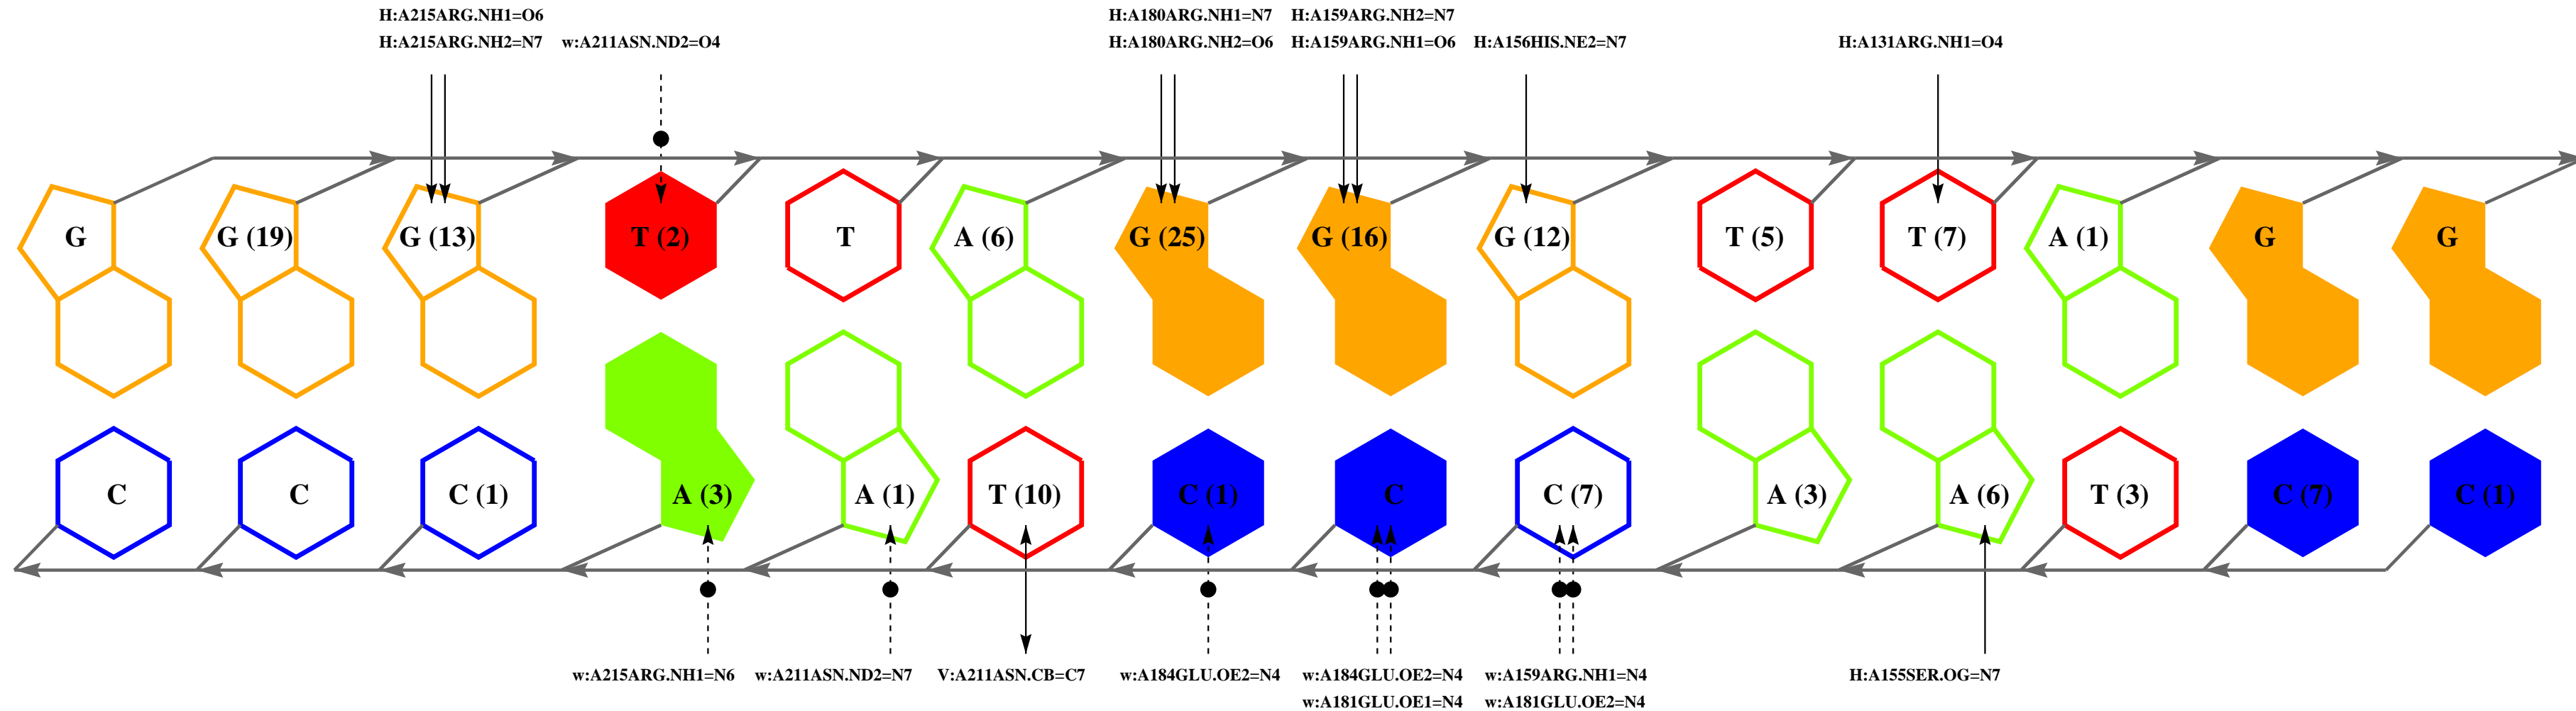 H:A215ARG.NH1=O6 H:A180ARG.NH1=N7 H:A159ARG.NH2=N7
H:A215ARG.NH2=N7 w:A211ASN.ND2=O4 H:A180ARG.NH2=O6 H:A159ARG.NH1=O6 H:A156HIS.NE2=N7 H:A131ARG.NH1=O4
G G (19) G (13) T (2) T A (6) G (25) G (16) G (12) T (5) T (7) A (1) G G
C C C (1) A (3) A (1) T (10) C (1) C C (7) A (3) A (6) T (3) C (7) C (1)
w:A215ARG.NH1=N6 w:A211ASN.ND2=N7 V:A211ASN.CB=C7 w:A184GLU.OE2=N4 w:A184GLU.OE2=N4 w:A159ARG.NH1=N4 H:A155SER.OG=N7
w:A181GLU.OE1=N4 w:A181GLU.OE2=N4